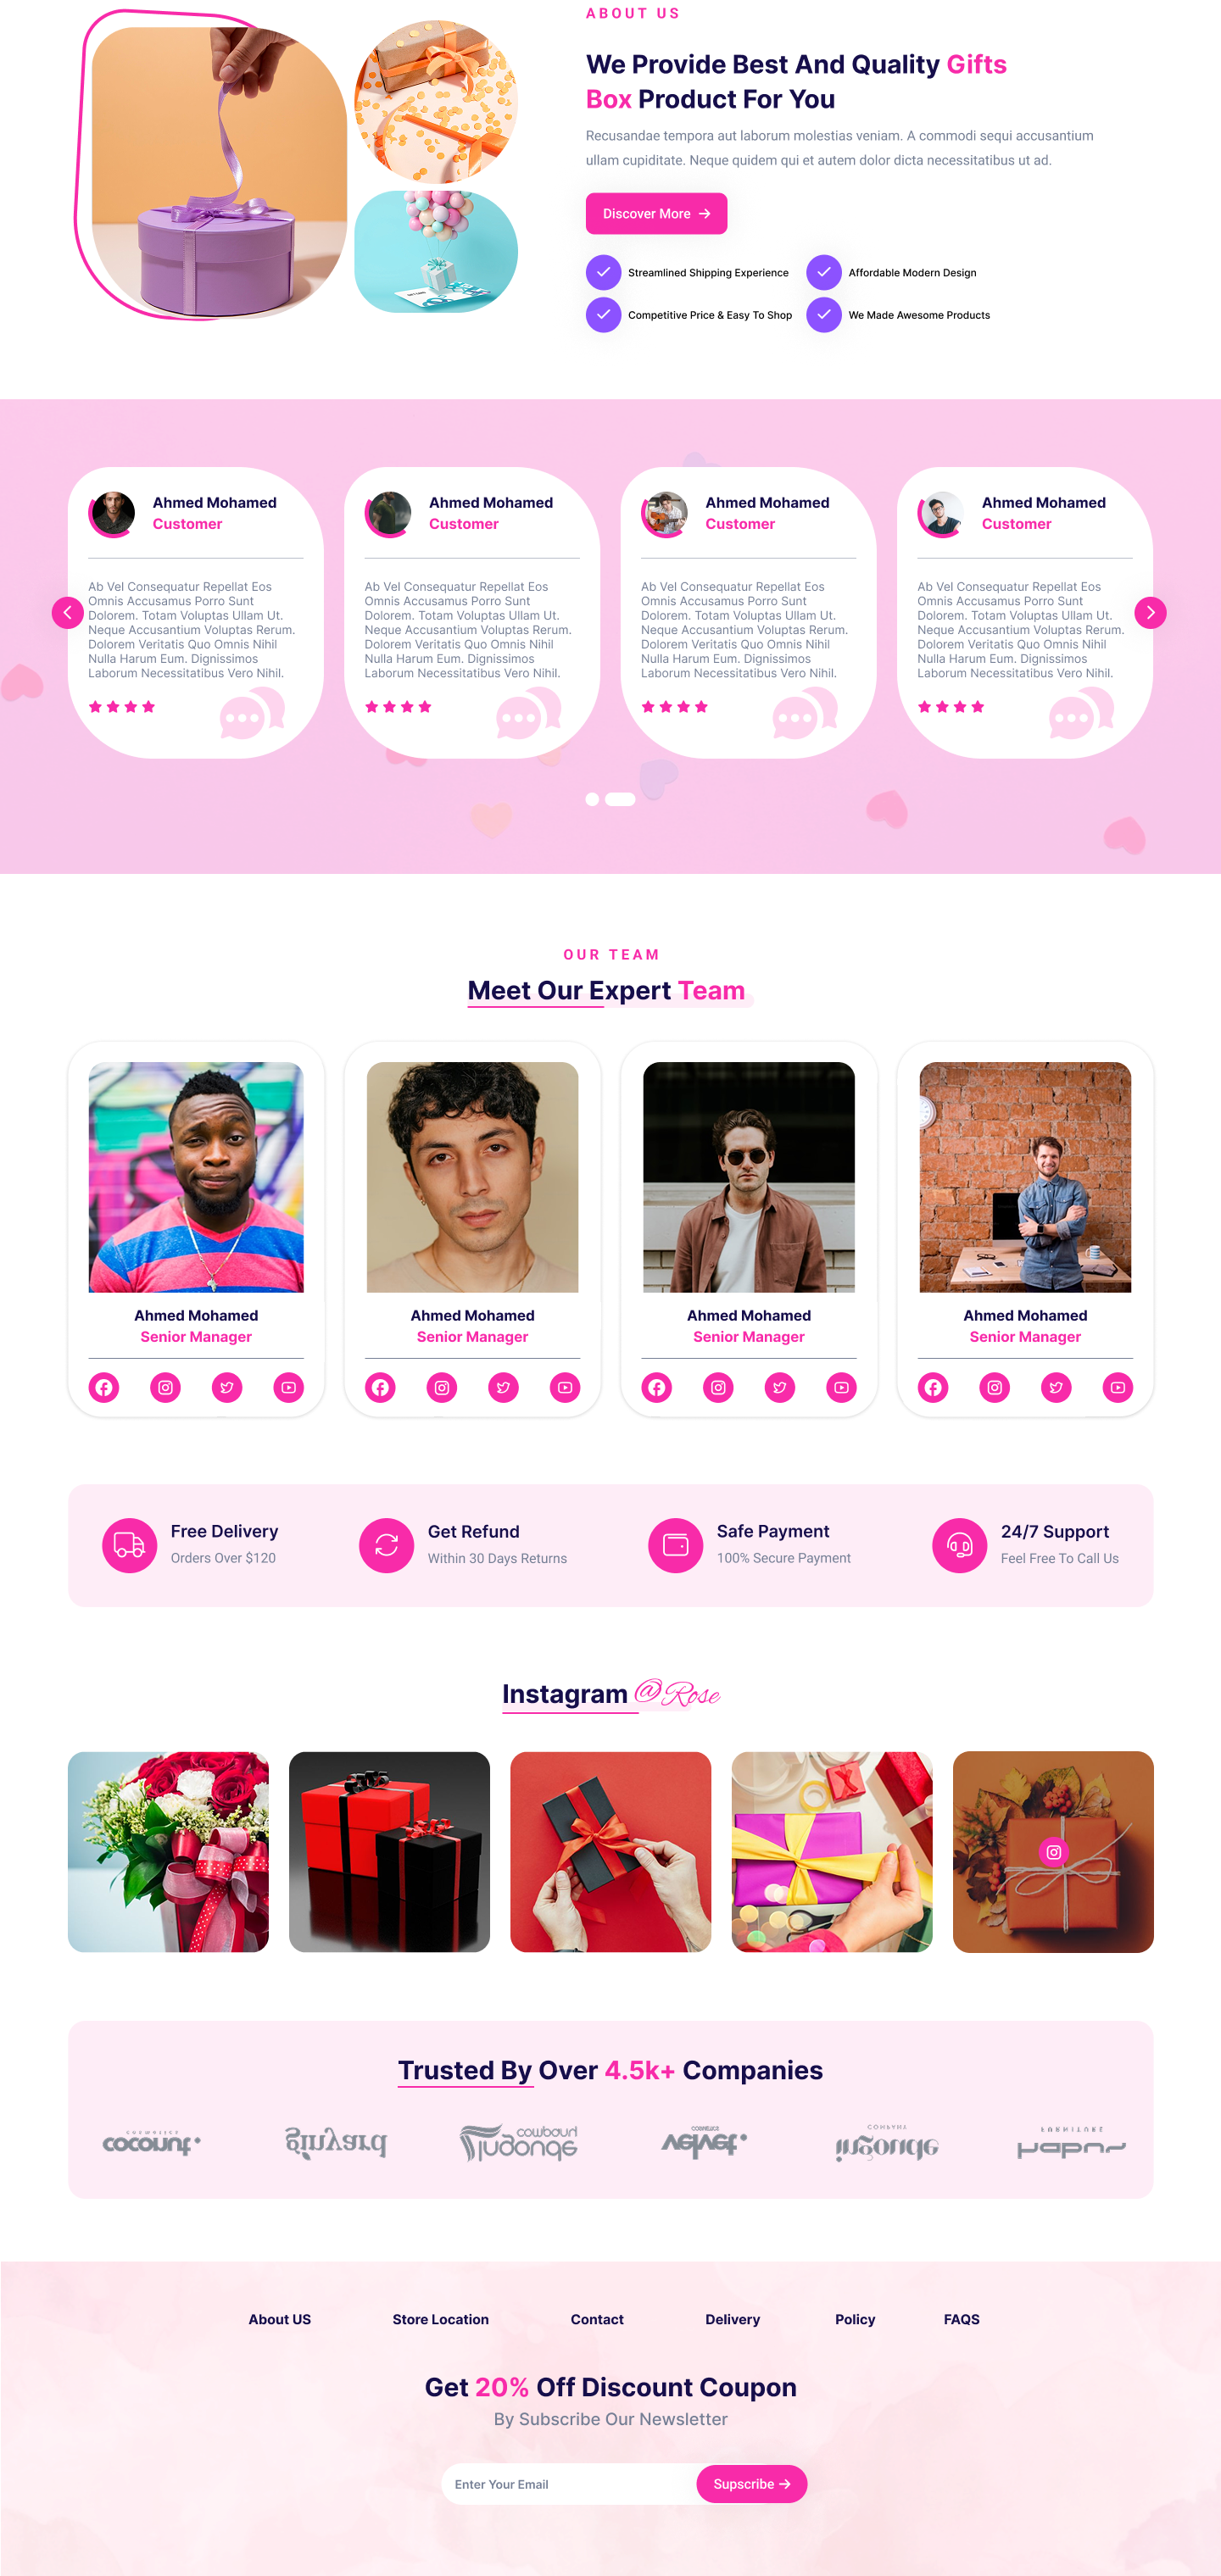 ABOUT US
We Provide Best And Quality Gifts
Box Product For You
Recusandae tempora aut laborum molestias veniam. A commodi sequi accusantium
ullam cupiditate. Neque quidem qui et autem dolor dicta necessitatibus ut ad.
Discover More
Streamlined Shipping Experience
Affordable Modern Design
Competitive Price & Easy To Shop
We Made Awesome Products
Ahmed Mohamed
Customer
Ab Vel Consequatur Repellat Eos
Omnis Accusamus Porro Sunt
Dolorem. Totam Voluptas Ullam Ut.
Neque Accusantium Voluptas Rerum.
Dolorem Veritatis Quo Omnis Nihil
Nulla Harum Eum. Dignissimos
Laborum Necessitatibus Vero Nihil.
Ahmed Mohamed
Customer
Ab Vel Consequatur Repellat Eos
Omnis Accusamus Porro Sunt
Dolorem. Totam Voluptas Ullam Ut.
Neque Accusantium Voluptas Rerum.
Dolorem Veritatis Quo Omnis Nihil
Nulla Harum Eum. Dignissimos
Laborum Necessitatibus Vero Nihil.
Ahmed Mohamed
Customer
Ab Vel Consequatur Repellat Eos
Omnis Accusamus Porro Sunt
Dolorem. Totam Voluptas Ullam Ut.
Neque Accusantium Voluptas Rerum.
Dolorem Veritatis Quo Omnis Nihil
Nulla Harum Eum. Dignissimos
Laborum Necessitatibus Vero Nihil.
Ahmed Mohamed
Customer
Ab Vel Consequatur Repellat Eos
Omnis Accusamus Porro Sunt
Dolorem. Totam Voluptas Ullam Ut.
Neque Accusantium Voluptas Rerum.
Dolorem Veritatis Quo Omnis Nihil
Nulla Harum Eum. Dignissimos
Laborum Necessitatibus Vero Nihil.
OUR TEAM
Meet Our Expert Team
Ahmed Mohamed
Senior Manager
Ahmed Mohamed
Senior Manager
Ahmed Mohamed
Senior Manager
Ahmed Mohamed
Senior Manager
Free Delivery
Orders Over $120
Get Refund
Within 30 Days Returns
Safe Payment
100% Secure Payment
24/7 Support
Feel Free To Call Us
Instagram @Rose
Trusted By Over 4.5k+ Companies
About US
Store Location
Contact
Delivery
Policy
FAQS
Get 20% Off Discount Coupon
By Subscribe Our Newsletter
Enter Your Email
Supscribe